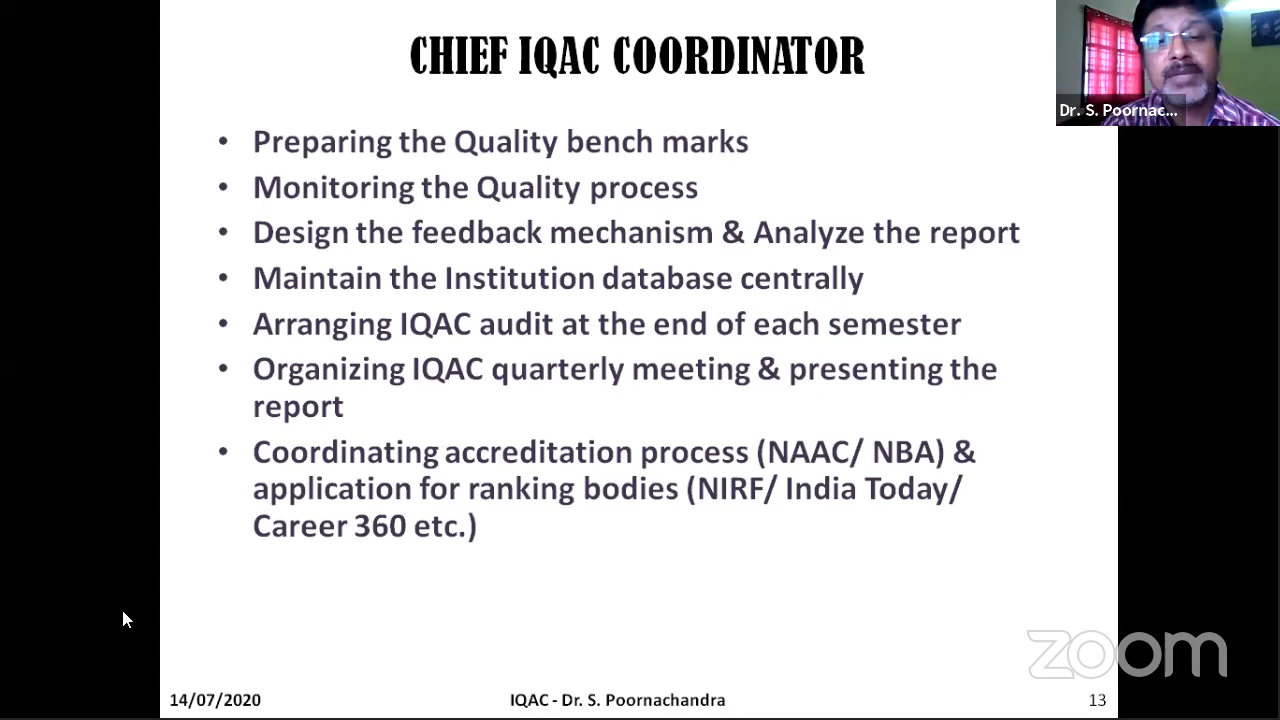 CHIEF IQAC COORDINATOR
Dr. S. Poornac...
• Preparing the Quality bench marks
• Monitoring the Quality process
• Design the feedback mechanism & Analyze the report
• Maintain the Institution database centrally
• Arranging IQAC audit at the end of each semester
• Organizing IQAC quarterly meeting & presenting the
report
• Coordinating accreditation process (NAAC/ NBA) &
application for ranking bodies (NIRF/ India Today/
Career 360 etc.)
zoom
14/07/2020
IQAC - Dr. S. Poornachandra
13